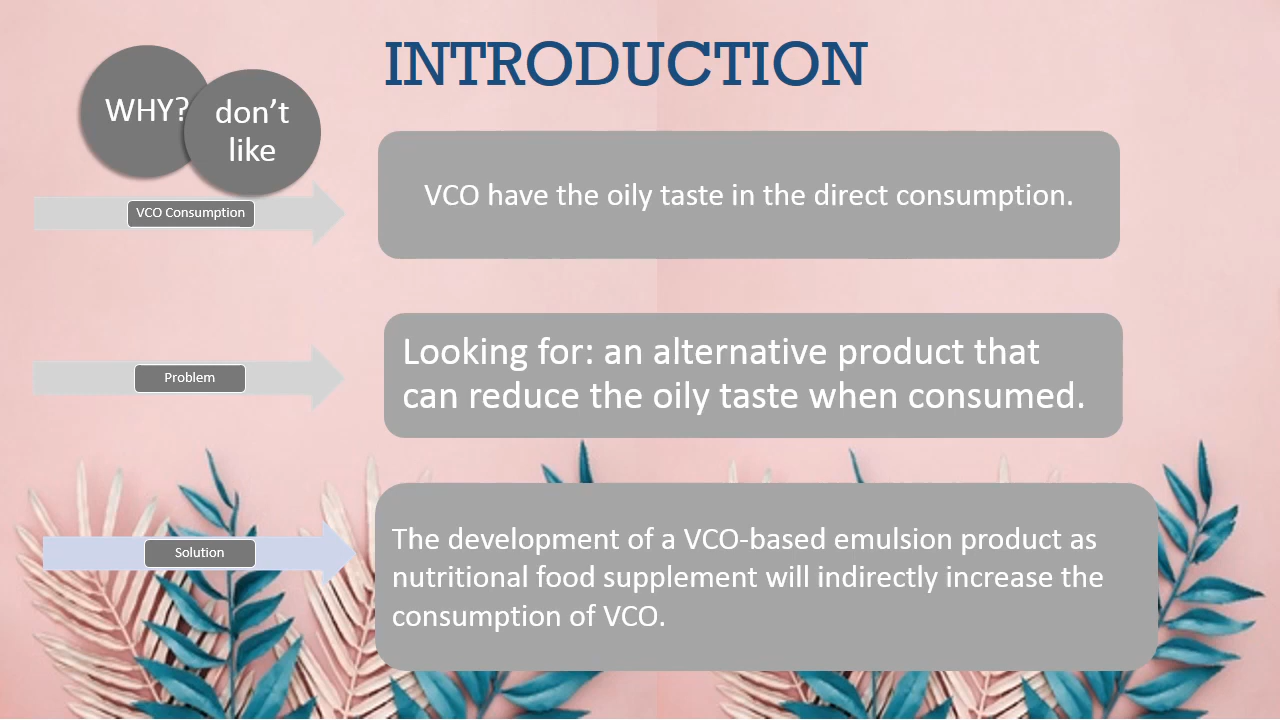 INTRODUCTION
WHY?
don’t
like
VCO Consumption
VCO have the oily taste in the direct consumption.
Problem
Looking for: an alternative product that
can reduce the oily taste when consumed.
Solution
The development of a VCO-based emulsion product as
nutritional food supplement will indirectly increase the
consumption of VCO.